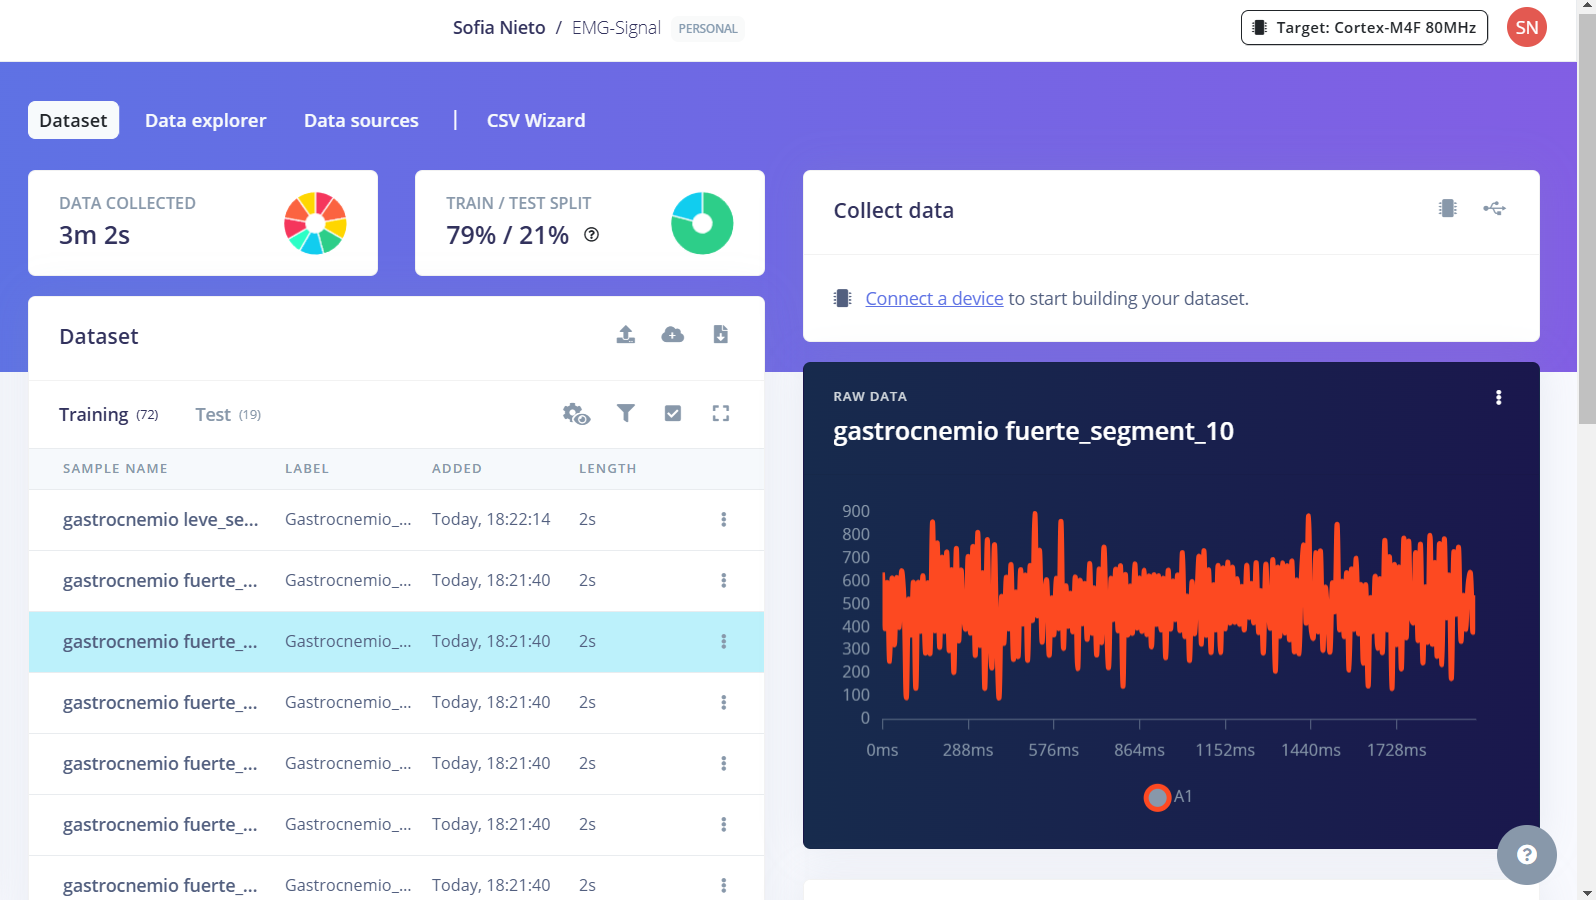 Sofia Nieto / EMG-Signal PERSONAL
Target: Cortex-M4F 80MHz
SN
Dataset
Data explorer
Data sources
|
CSV Wizard
DATA COLLECTED
3m 2s
TRAIN / TEST SPLIT
79% / 21%
Collect data
Connect a device to start building your dataset.
Dataset
Training (72)
Test (19)
SAMPLE NAME LABEL ADDED LENGTH
gastrocnemio leve_se... Gastrocnemio_... Today, 18:22:14 2s
gastrocnemio fuerte_... Gastrocnemio_... Today, 18:21:40 2s
gastrocnemio fuerte_... Gastrocnemio_... Today, 18:21:40 2s
gastrocnemio fuerte_... Gastrocnemio_... Today, 18:21:40 2s
gastrocnemio fuerte_... Gastrocnemio_... Today, 18:21:40 2s
gastrocnemio fuerte_... Gastrocnemio_... Today, 18:21:40 2s
gastrocnemio fuerte_... Gastrocnemio_... Today, 18:21:40 2s
RAW DATA
gastrocnemio fuerte_segment_10
900
800
700
600
500
400
300
200
100
0
0ms 288ms 576ms 864ms 1152ms 1440ms 1728ms
A1
?